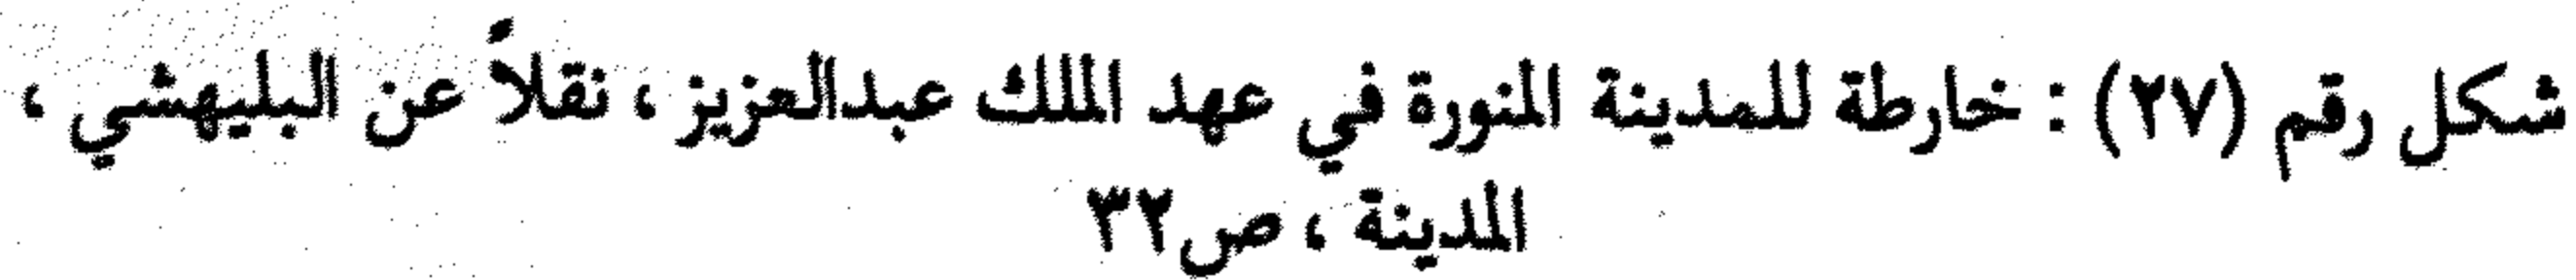 شكل رقم (٢٧) : خارطة للمدينة المنورة في عهد الملك عبدالعزيز ، نقلاً عن البليهشي ،
المدينة ، ص٣٢